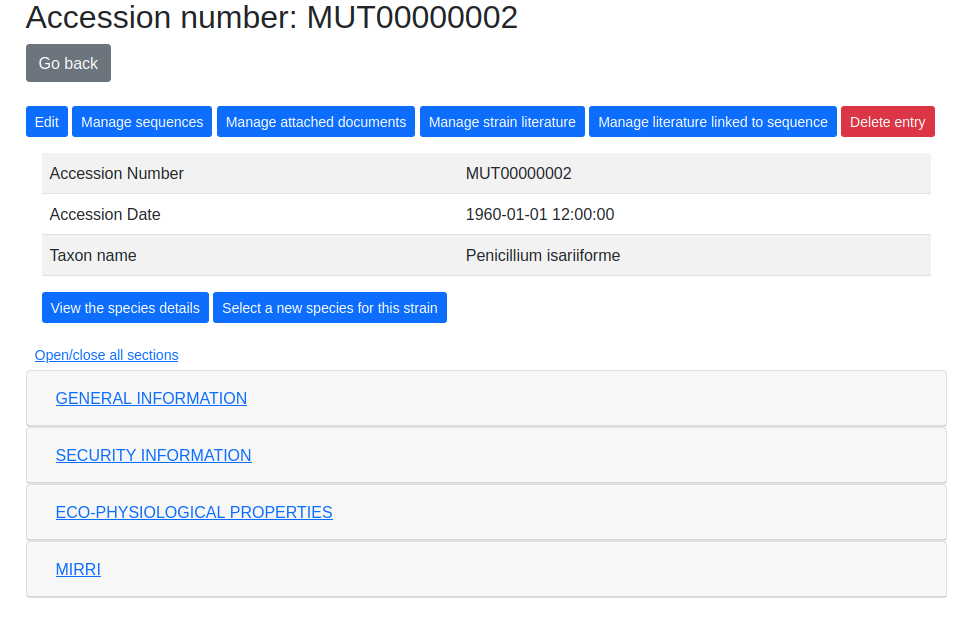 Accession number: MUT00000002
Go back
Edit Manage sequences Manage attached documents Manage strain literature Manage literature linked to sequence Delete entry
Accession Number MUT00000002
Accession Date 1960-01-01 12:00:00
Taxon name Penicillium isariiforme
View the species details Select a new species for this strain
Open/close all sections
GENERAL INFORMATION
SECURITY INFORMATION
ECO-PHYSIOLOGICAL PROPERTIES
MIRRI